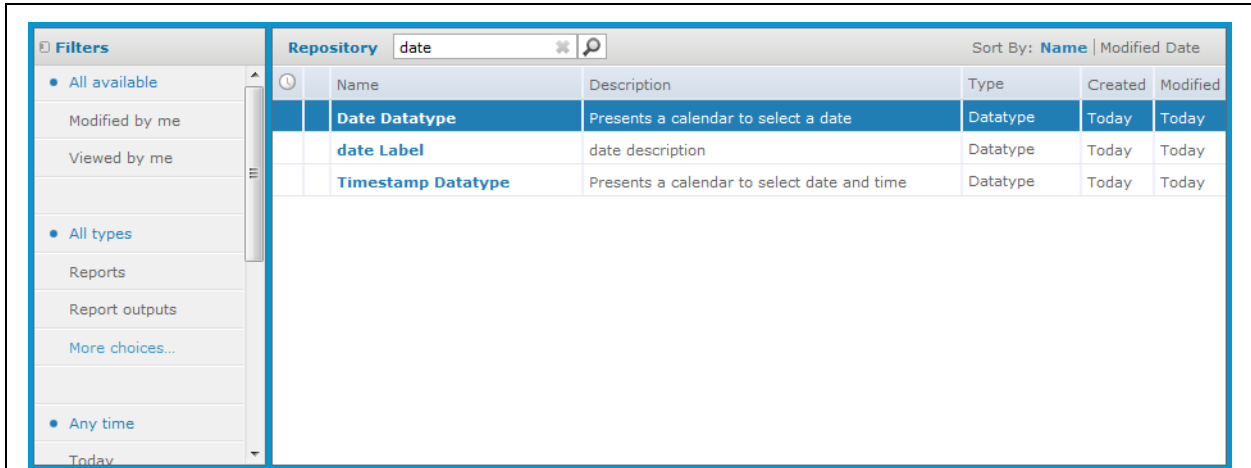 Filters
All available
Modified by me
Viewed by me
All types
Reports
Report outputs
More choices...
Any time
Today
Repository date Sort By: Name | Modified Date
Name Description Type Created Modified
Date Datatype Presents a calendar to select a date Datatype Today Today
date Label date description Datatype Today Today
Timestamp Datatype Presents a calendar to select date and time Datatype Today Today